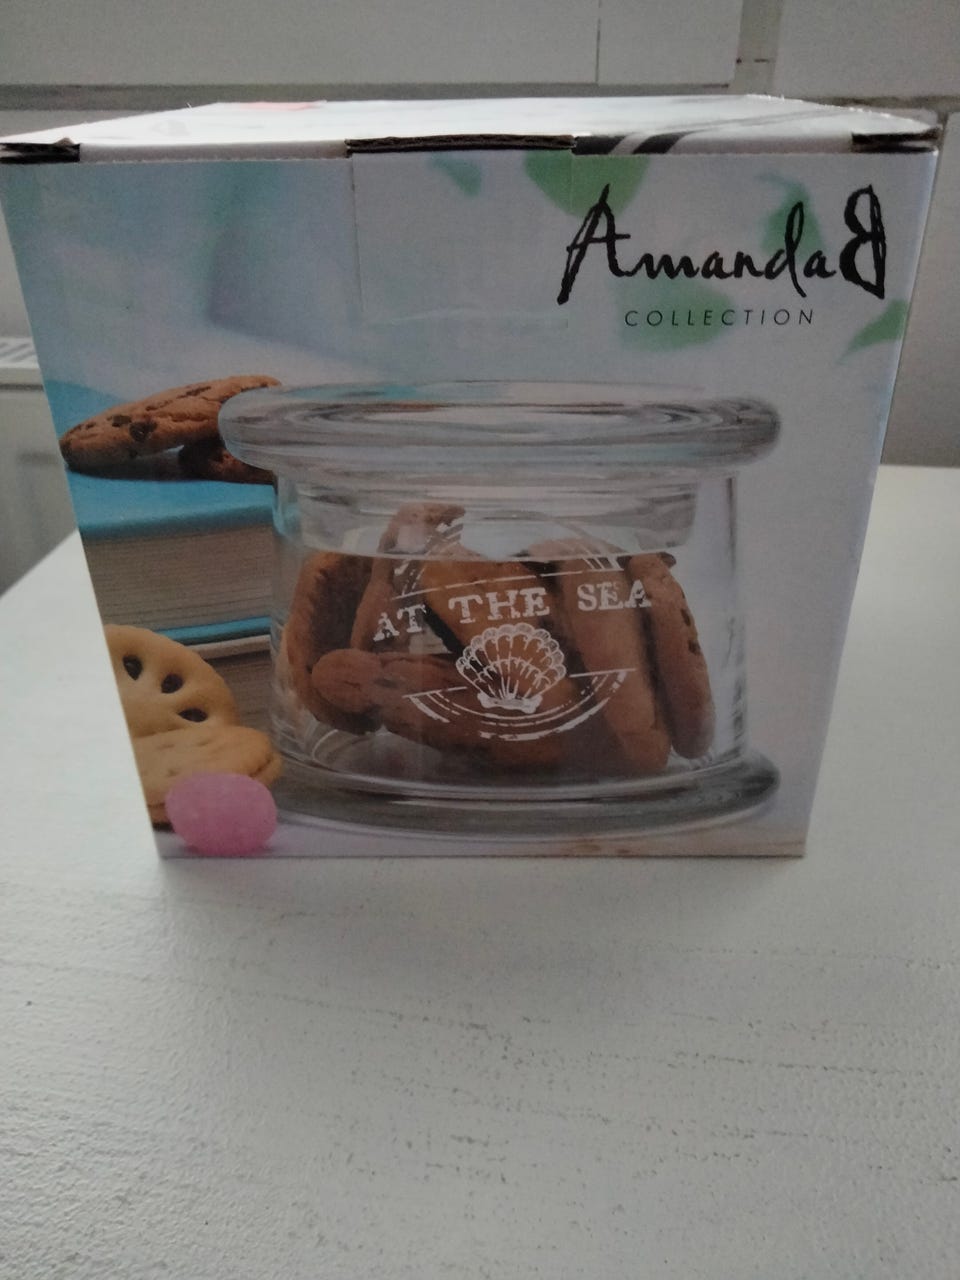 AmandaB
COLLECTION
AT THE SEA